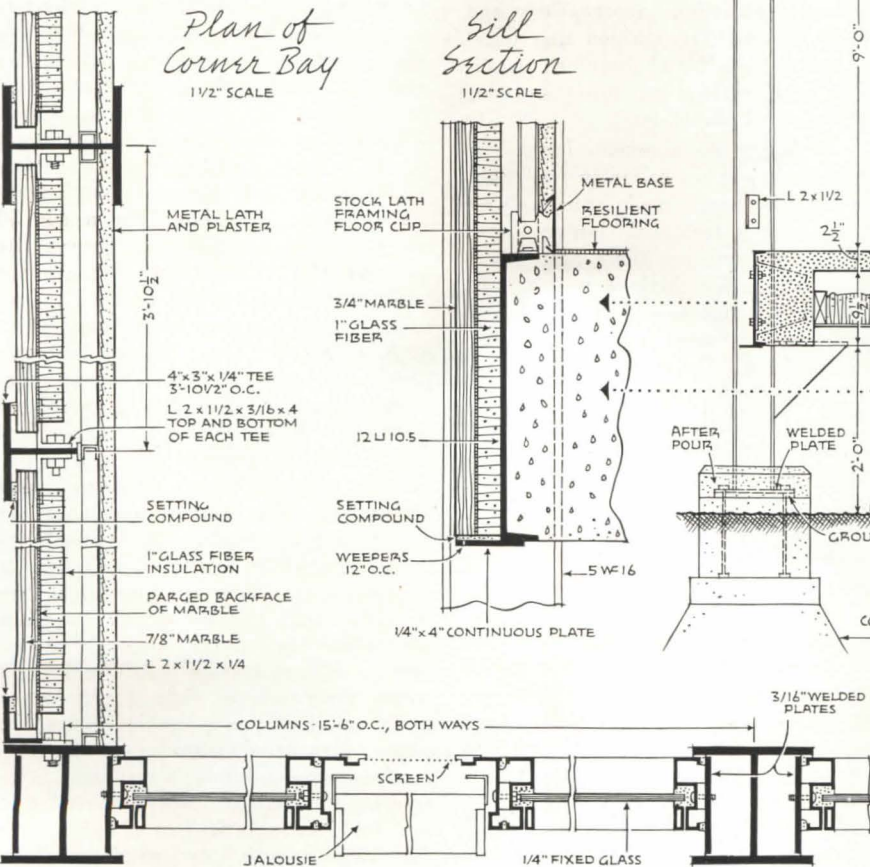 Plan of
Corner Bay
1 1/2" SCALE
METAL LATH
AND PLASTER
3'-10 1/2"
4" x 3" x 1/4" TEE
3'-10 1/2" O.C.
L 2 x 1 1/2 x 3/16 x 4
TOP AND BOTTOM
OF EACH TEE
SETTING
COMPOUND
1" GLASS FIBER
INSULATION
PARGED BACKFACE
OF MARBLE
7/8" MARBLE
L 2 x 1 1/2 x 1/4
Sill
Section
1 1/2" SCALE
STOCK LATH
FRAMING
FLOOR CLIP
METAL BASE
RESILIENT
FLOORING
3/4" MARBLE
1" GLASS
FIBER
12 ⊔ 10.5
SETTING
COMPOUND
WEEPERS
12" O.C.
5 WF 16
1/4" x 4" CONTINUOUS PLATE
9'-0"
L 2 x 1 1/2
2 1/2"
9 1/2"
2'-0"
AFTER
POUR
WELDED
PLATE
GROU
COLUMNS - 15'-6" O.C., BOTH WAYS
3/16" WELDED
PLATES
SCREEN
JALOUSIE
1/4" FIXED GLASS